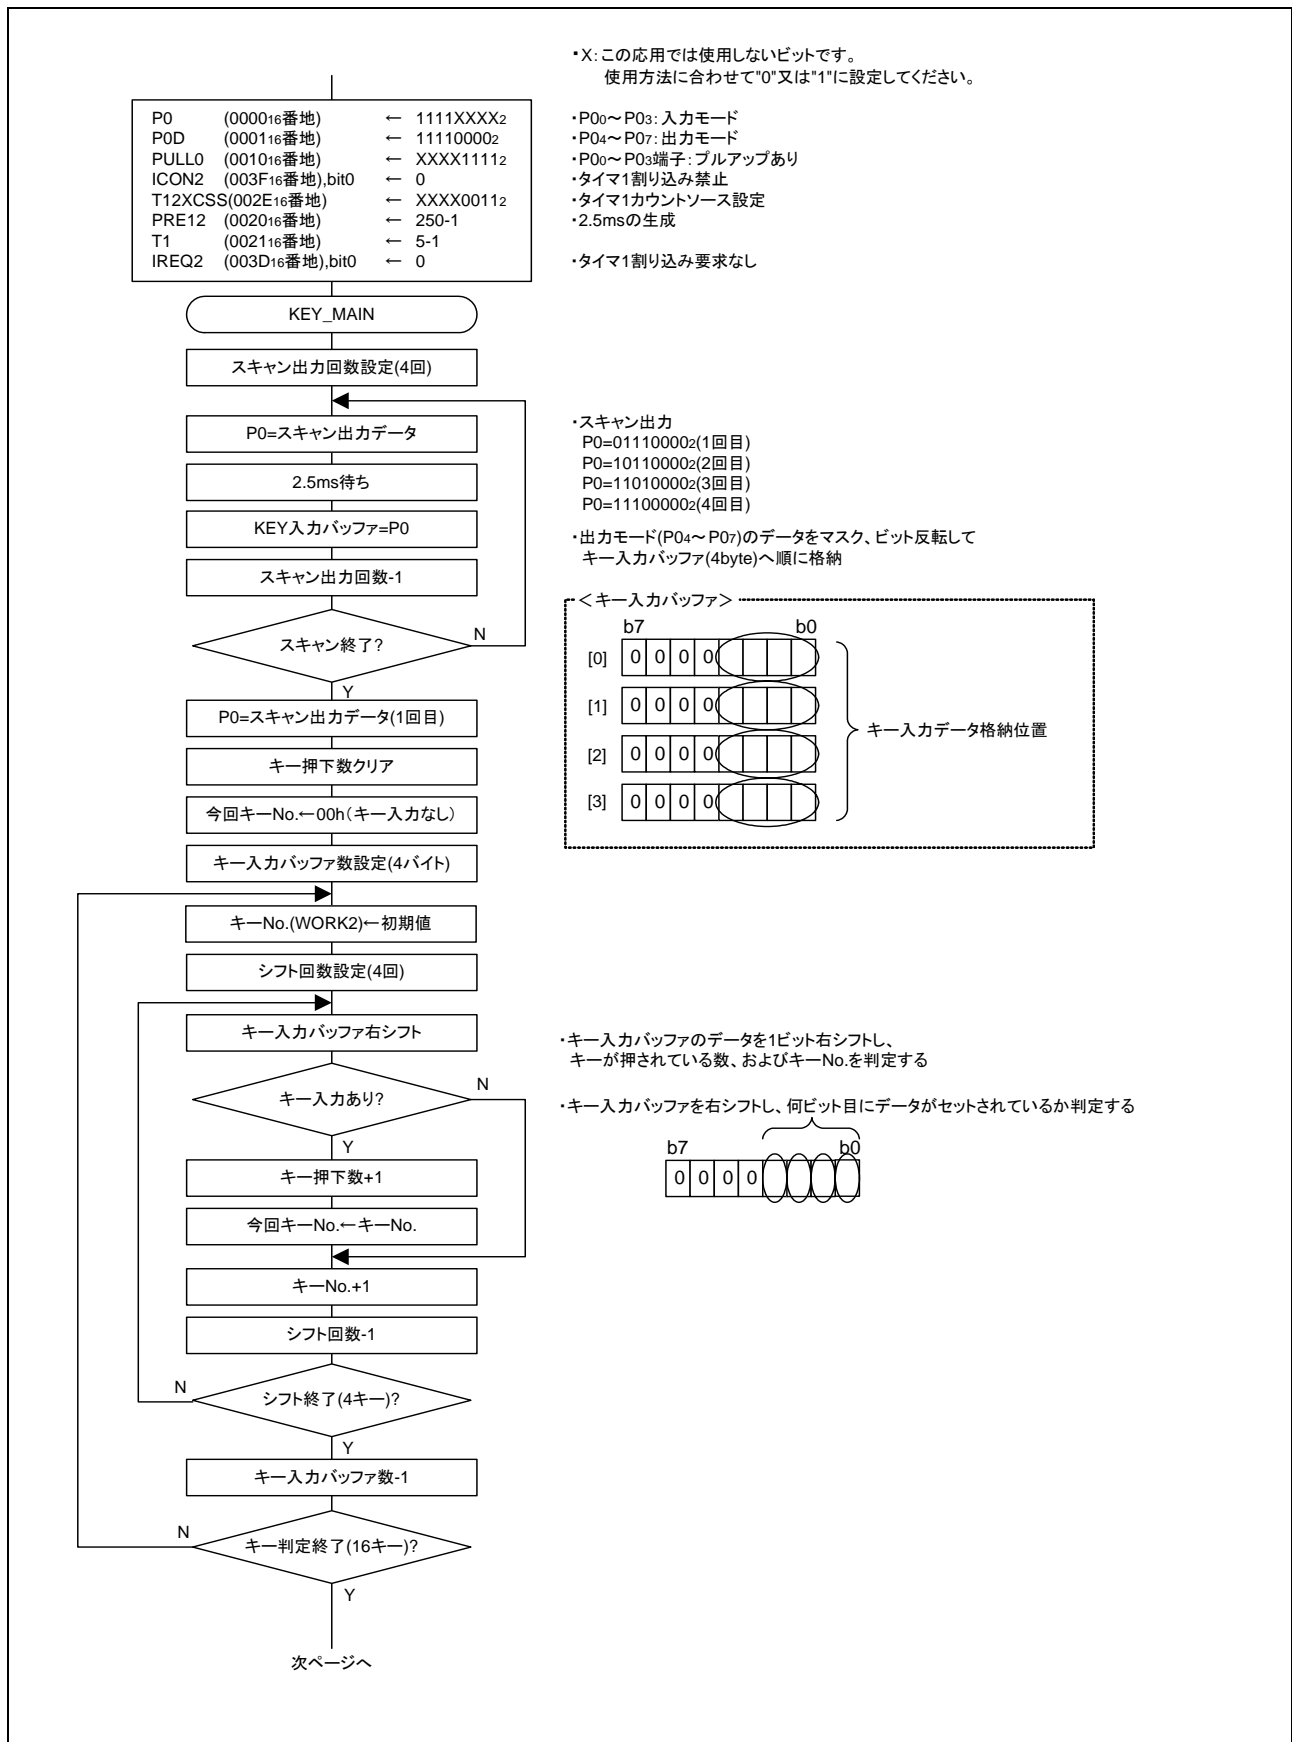 ・X：この応用では使用しないビットです。
使用方法に合わせて"0"又は"1"に設定してください。
P0 (000016番地) ← 1111XXXX2
P0D (000116番地) ← 111100002
PULL0 (001016番地) ← XXXX11112
ICON2 (003F16番地),bit0 ← 0
T12XCSS(002E16番地) ← XXXX00112
PRE12 (002016番地) ← 250-1
T1 (002116番地) ← 5-1
IREQ2 (003D16番地),bit0 ← 0
・P00～P03：入力モード
・P04～P07：出力モード
・P00～P03端子：プルアップあり
・タイマ1割り込み禁止
・タイマ1カウントソース設定
・2.5msの生成
・タイマ1割り込み要求なし
KEY_MAIN
スキャン出力回数設定(4回)
P0=スキャン出力データ
2.5ms待ち
KEY入力バッファ=P0
スキャン出力回数-1
スキャン終了?
N
Y
・スキャン出力
P0=011100002(1回目)
P0=101100002(2回目)
P0=110100002(3回目)
P0=111000002(4回目)
・出力モード(P04～P07)のデータをマスク、ビット反転して
キー入力バッファ(4byte)へ順に格納
＜キー入力バッファ＞
b7 b0
[0] 0 0 0 0
[1] 0 0 0 0
[2] 0 0 0 0
[3] 0 0 0 0
キー入力データ格納位置
P0=スキャン出力データ(1回目)
キー押下数クリア
今回キーNo.←00h（キー入力なし）
キー入力バッファ数設定(4バイト)
キーNo.(WORK2)←初期値
シフト回数設定(4回)
キー入力バッファ右シフト
キー入力あり?
N
Y
・キー入力バッファのデータを1ビット右シフトし、
キーが押されている数、およびキーNo.を判定する
・キー入力バッファを右シフトし、何ビット目にデータがセットされているか判定する
b7 b0
0 0 0 0
キー押下数+1
今回キーNo.←キーNo.
キーNo.+1
シフト回数-1
シフト終了(4キー)?
N
Y
キー入力バッファ数-1
キー判定終了(16キー)?
N
Y
次ページへ